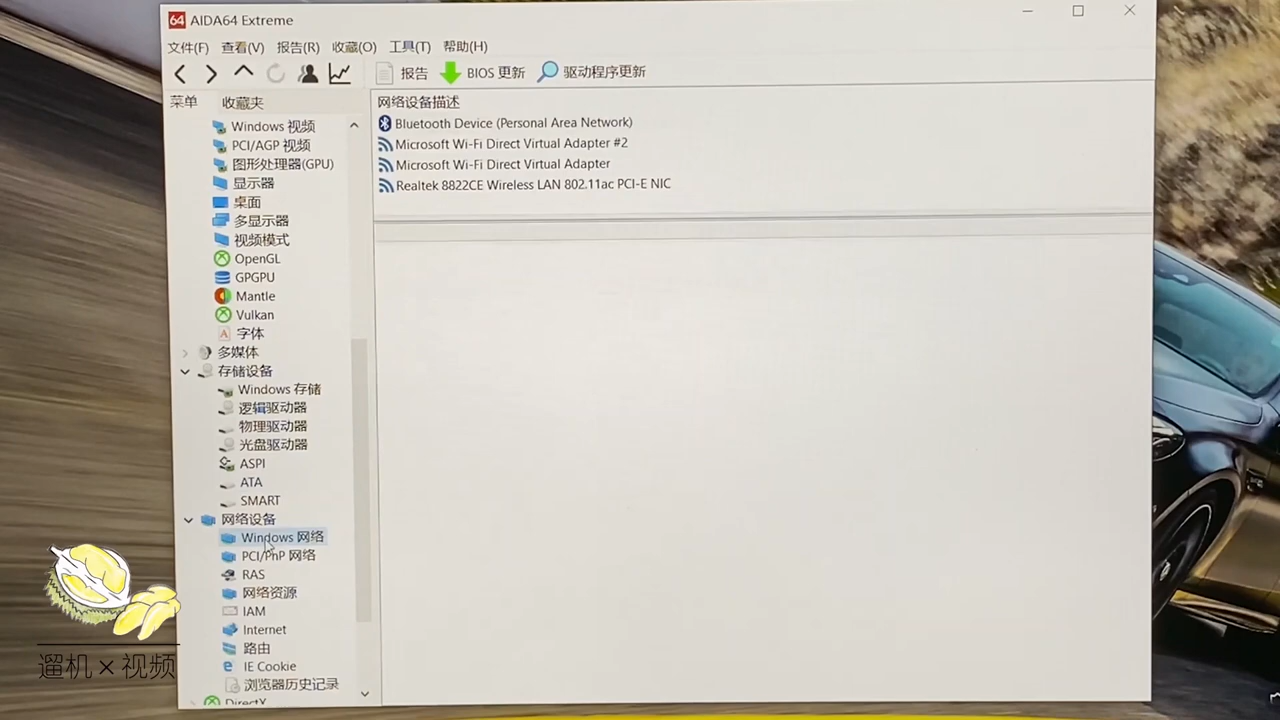 64 AIDA64 Extreme
文件(F) 查看(V) 报告(R) 收藏(O) 工具(T) 帮助(H)
报告 BIOS 更新 驱动程序更新
菜单 收藏夹
Windows 视频
PCI/AGP 视频
图形处理器(GPU)
显示器
桌面
多显示器
视频模式
OpenGL
GPGPU
Mantle
Vulkan
A 字体
多媒体
存储设备
Windows 存储
逻辑驱动器
物理驱动器
光盘驱动器
ASPI
ATA
SMART
网络设备
Windows 网络
PCI/PnP 网络
RAS
网络资源
IAM
Internet
路由
IE Cookie
浏览器历史记录
DirectX
网络设备描述
Bluetooth Device (Personal Area Network)
Microsoft Wi-Fi Direct Virtual Adapter #2
Microsoft Wi-Fi Direct Virtual Adapter
Realtek 8822CE Wireless LAN 802.11ac PCI-E NIC
遛机×视频